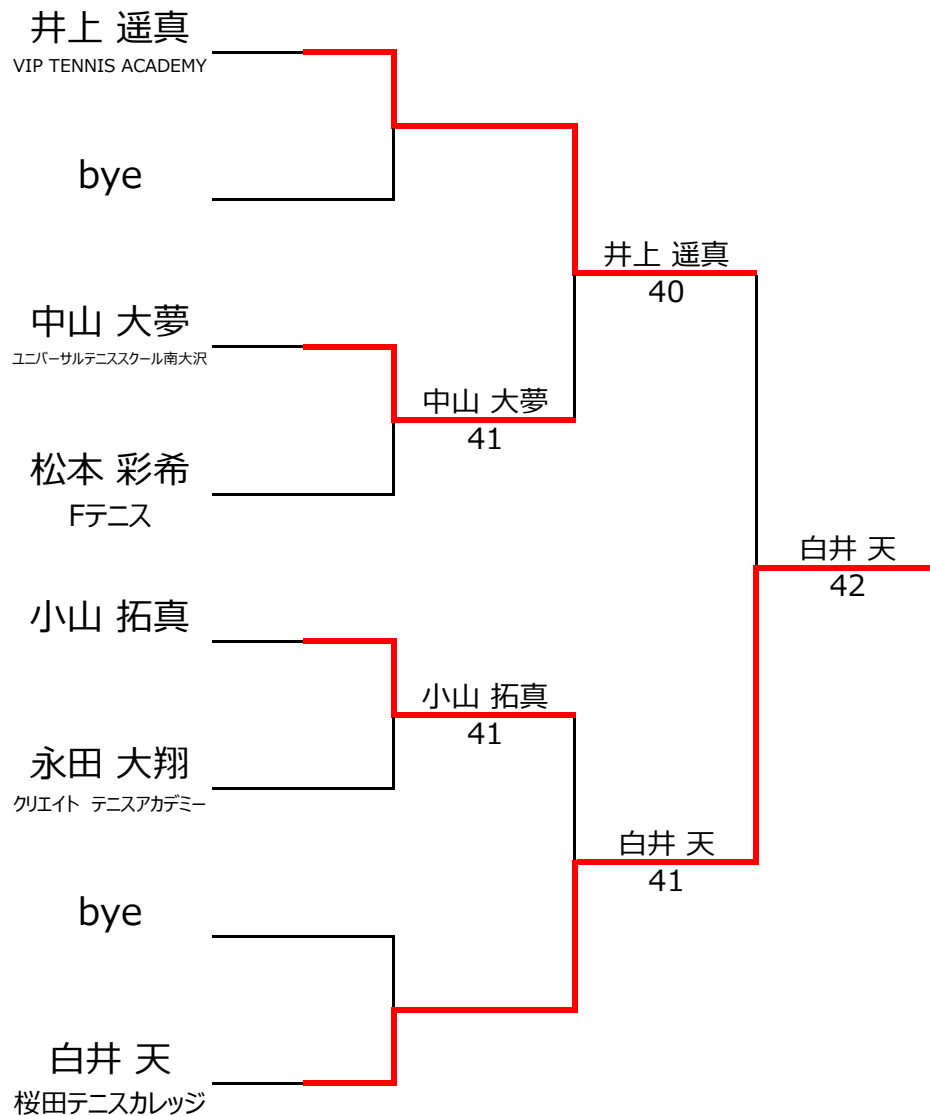 井上 遥真
VIP TENNIS ACADEMY
bye
井上 遥真
40
中山 大夢
ユニバーサルテニススクール南大沢
中山 大夢
41
松本 彩希
Fテニス
白井 天
42
小山 拓真
小山 拓真
41
永田 大翔
クリエイト テニスアカデミー
白井 天
41
bye
白井 天
桜田テニスカレッジ